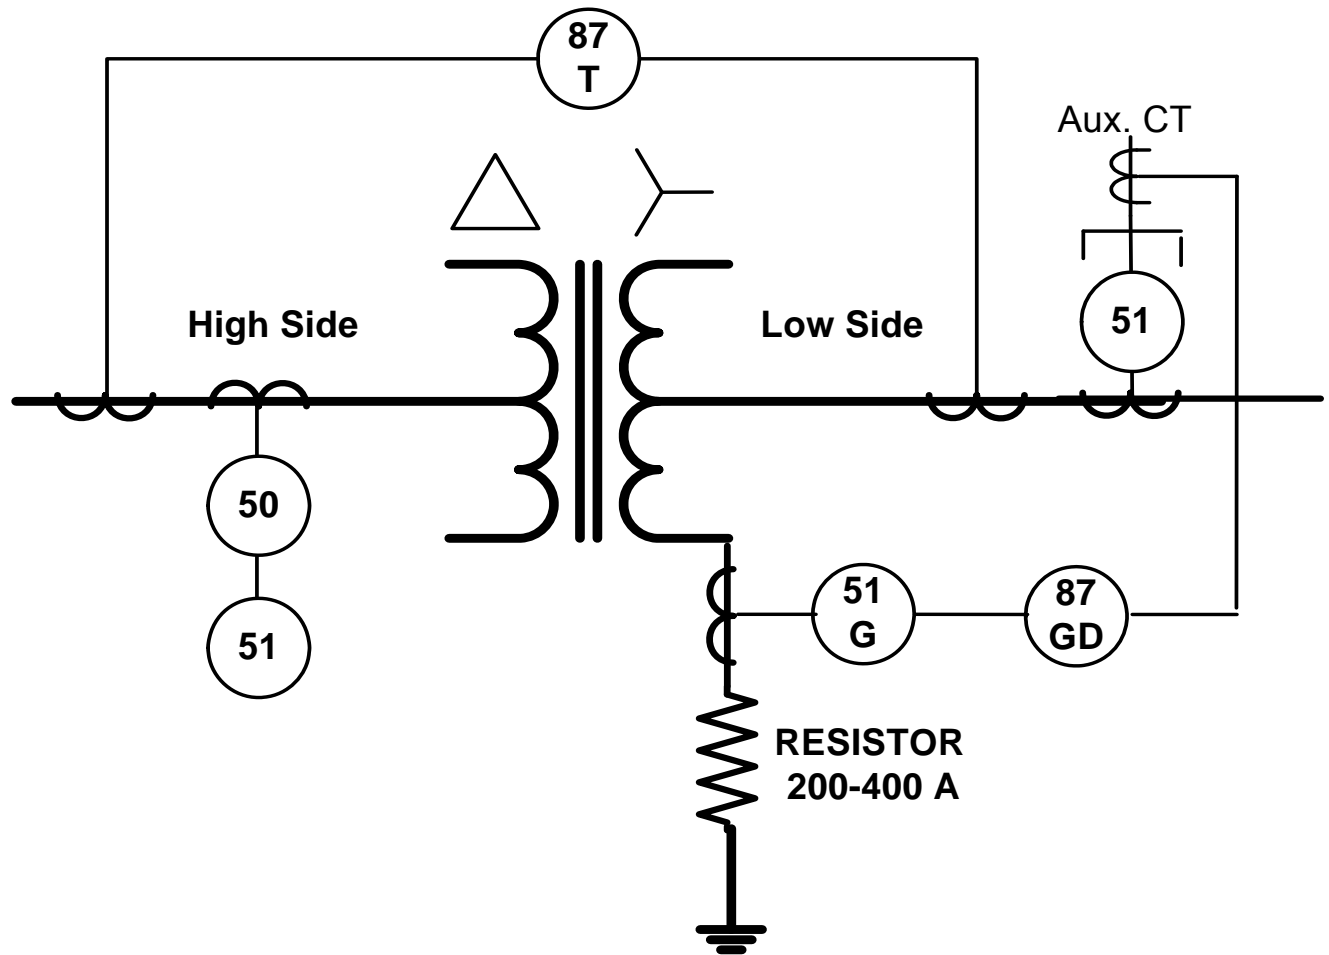 87
T
Aux. CT
High Side
Low Side
51
50
51
51
G
87
GD
RESISTOR
200-400 A